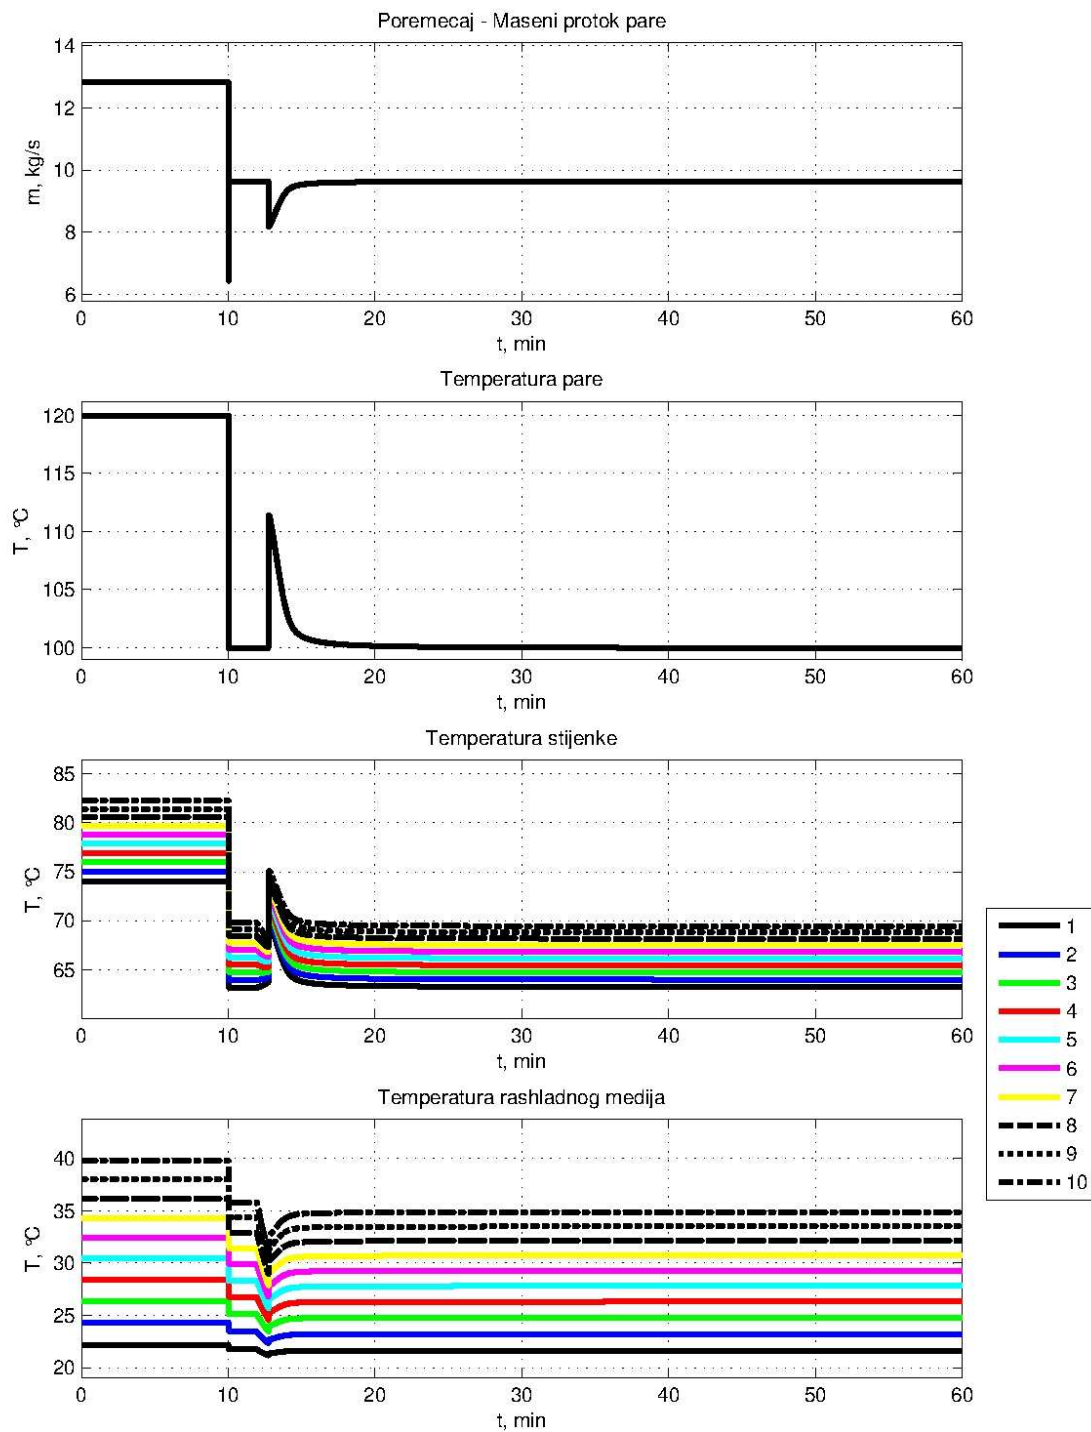 Poremecaj - Maseni protok pare
14
12
10
8
6
m, kg/s
0 10 20 30 40 50 60
t, min
Temperatura pare
120
115
110
105
100
T, °C
0 10 20 30 40 50 60
t, min
Temperatura stijenke
85
80
75
70
65
T, °C
0 10 20 30 40 50 60
t, min
1
2
3
4
5
6
7
8
9
10
Temperatura rashladnog medija
40
35
30
25
20
T, °C
0 10 20 30 40 50 60
t, min